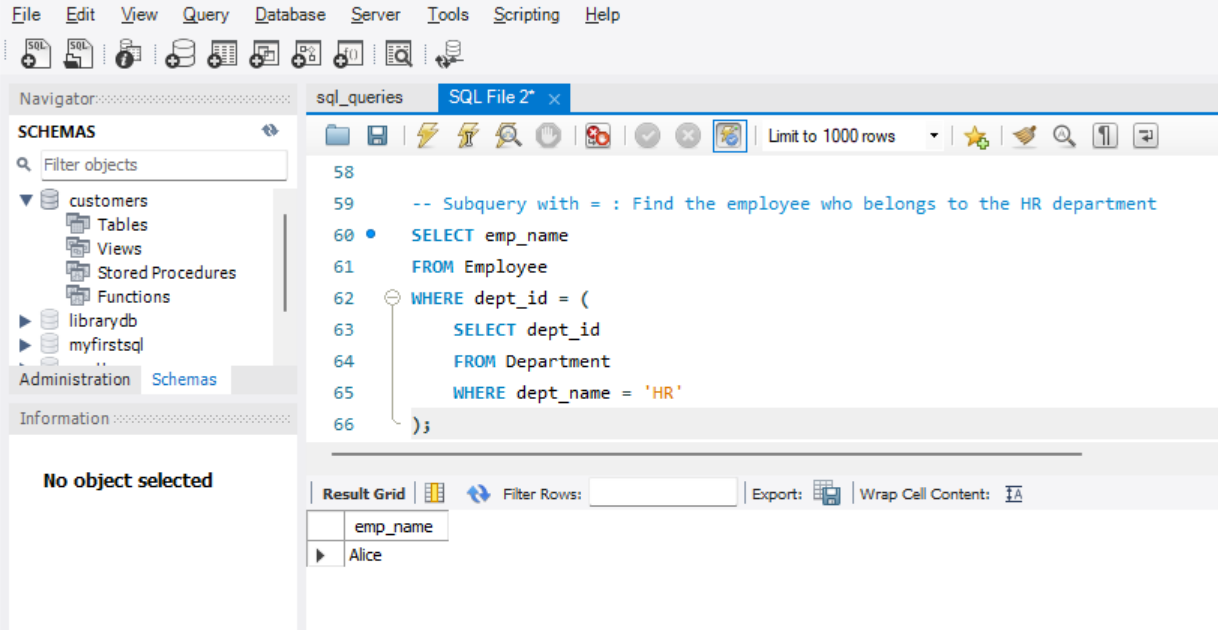 File Edit View Query Database Server Tools Scripting Help
SQL SQL
Navigator
SCHEMAS
Filter objects
customers
Tables
Views
Stored Procedures
Functions
librarydb
myfirstsql
Administration Schemas
Information
No object selected
sql_queries SQL File 2* ×
Limit to 1000 rows
58
59 -- Subquery with = : Find the employee who belongs to the HR department
60 SELECT emp_name
61 FROM Employee
62 WHERE dept_id = (
63 SELECT dept_id
64 FROM Department
65 WHERE dept_name = 'HR'
66 );
Result Grid Filter Rows: Export: Wrap Cell Content:
emp_name
Alice